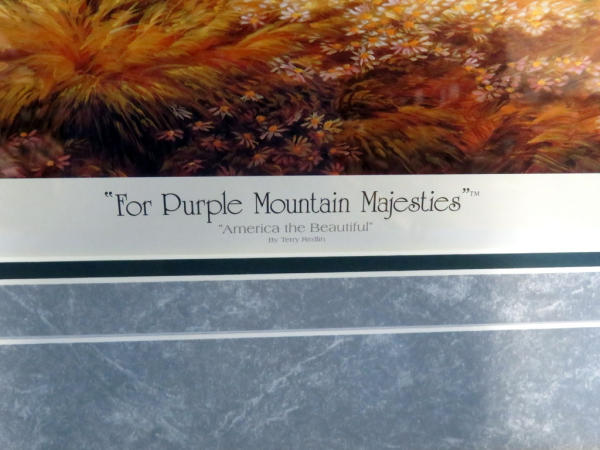 “For Purple Mountain Majesties”™
“America the Beautiful”
By Terry Redlin